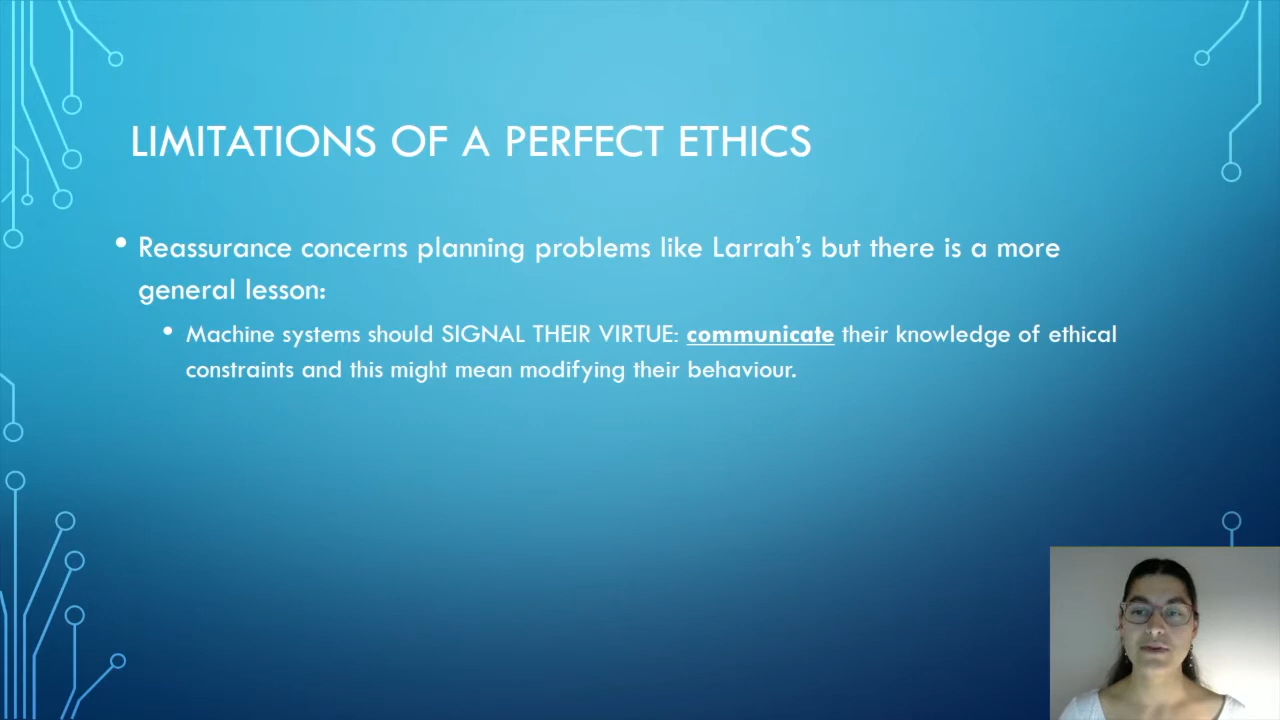 LIMITATIONS OF A PERFECT ETHICS
• Reassurance concerns planning problems like Larrah’s but there is a more
general lesson:
• Machine systems should SIGNAL THEIR VIRTUE: communicate their knowledge of ethical
constraints and this might mean modifying their behaviour.